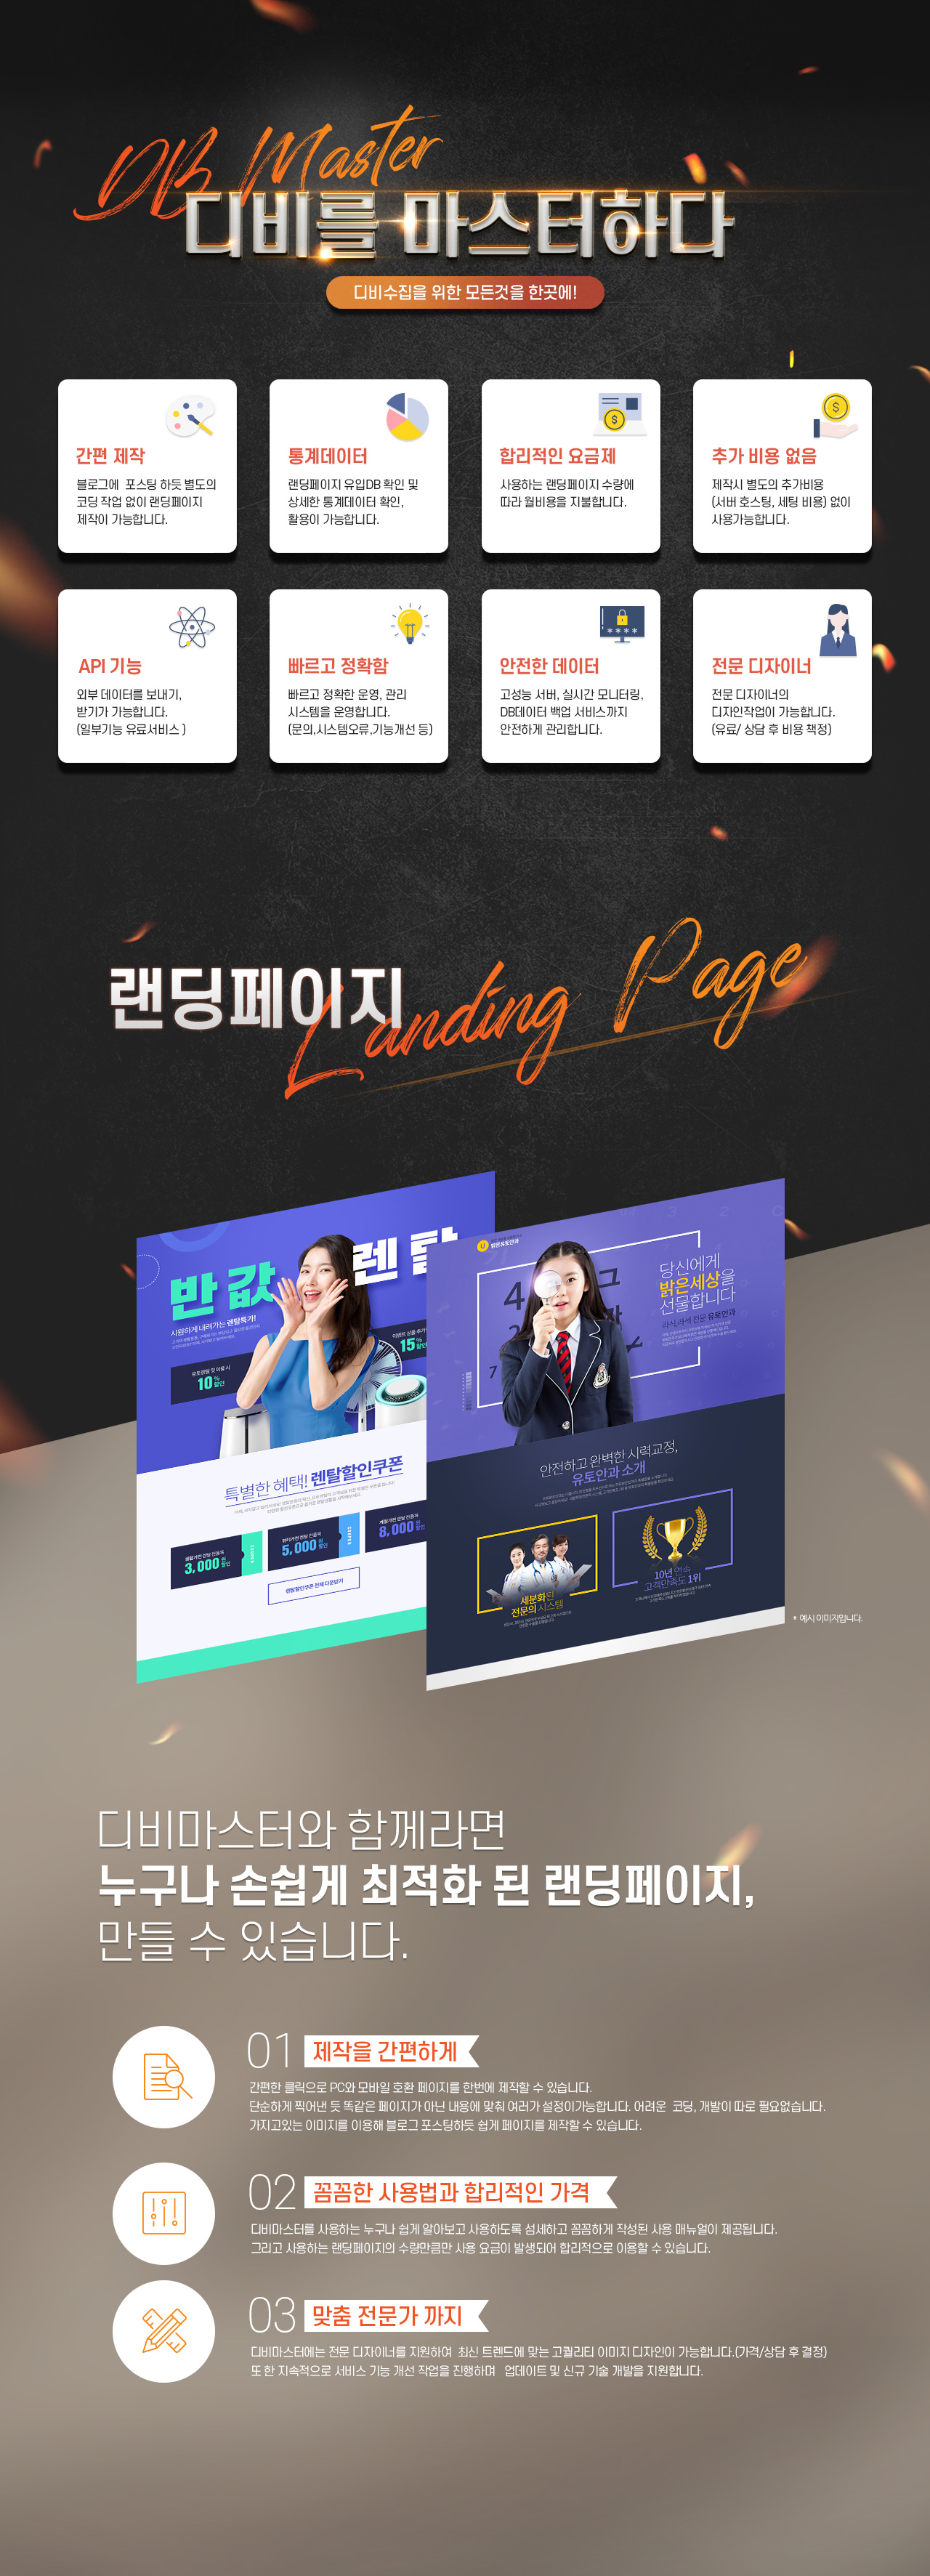 DB Master
디비를 마스터하다
디비수집을 위한 모든것을 한곳에!
간편 제작
블로그에 포스팅 하듯 별도의
코딩 작업 없이 랜딩페이지
제작이 가능합니다.
통계데이터
랜딩페이지 유입DB 확인 및
상세한 통계데이터 확인,
활용이 가능합니다.
합리적인 요금제
사용하는 랜딩페이지 수량에
따라 월비용을 지불합니다.
추가 비용 없음
제작시 별도의 추가비용
(서버 호스팅, 세팅 비용) 없이
사용가능합니다.
API 기능
외부 데이터를 보내기,
받기가 가능합니다.
(일부기능 유료서비스 )
빠르고 정확함
빠르고 정확한 운영, 관리
시스템을 운영합니다.
(문의,시스템오류,기능개선 등)
안전한 데이터
고성능 서버, 실시간 모니터링,
DB데이터 백업 서비스까지
안전하게 관리합니다.
전문 디자이너
전문 디자이너의
디자인작업이 가능합니다.
(유료/ 상담 후 비용 책정)
랜딩페이지
Landing Page
반값 렌탈
시원하게 내려가는 렌탈특가!
10%
할인
15%
할인
특별한 혜택! 렌탈할인쿠폰
3,000원
할인
5,000원
할인
8,000원
할인
렌탈할인쿠폰 전체 다운받기
밝은유토안과
당신에게
밝은세상을
선물합니다
라식,라섹 전문 유토안과
안전하고 완벽한 시력교정,
유토안과 소개
세분화된
전문의 시스템
10년 연속
고객만족도 1위
* 예시 이미지입니다.
디비마스터와 함께라면
누구나 손쉽게 최적화 된 랜딩페이지,
만들 수 있습니다.
01 제작을 간편하게
간편한 클릭으로 PC와 모바일 호환 페이지를 한번에 제작할 수 있습니다.
단순하게 찍어낸 듯 똑같은 페이지가 아닌 내용에 맞춰 여러가 설정이가능합니다. 어려운 코딩, 개발이 따로 필요없습니다.
가지고있는 이미지를 이용해 블로그 포스팅하듯 쉽게 페이지를 제작할 수 있습니다.
02 꼼꼼한 사용법과 합리적인 가격
디비마스터를 사용하는 누구나 쉽게 알아보고 사용하도록 섬세하고 꼼꼼하게 작성된 사용 매뉴얼이 제공됩니다.
그리고 사용하는 랜딩페이지의 수량만큼만 사용 요금이 발생되어 합리적으로 이용할 수 있습니다.
03 맞춤 전문가 까지
디비마스터에는 전문 디자이너를 지원하여 최신 트렌드에 맞는 고퀄리티 이미지 디자인이 가능합니다.(가격/상담 후 결정)
또 한 지속적으로 서비스 기능 개선 작업을 진행하며 업데이트 및 신규 기술 개발을 지원합니다.